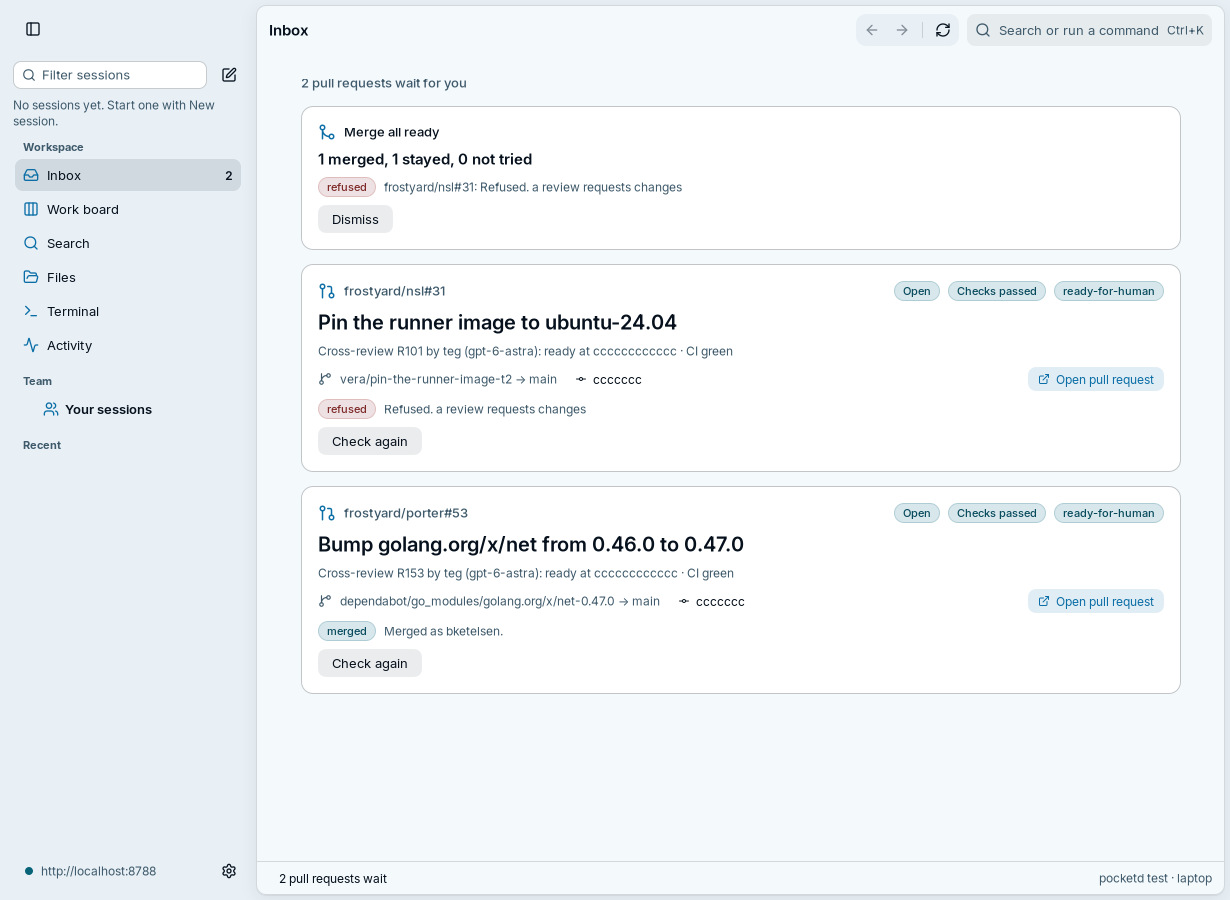 Inbox
Search or run a command Ctrl+K
Filter sessions
No sessions yet. Start one with New
session.
Workspace
Inbox 2
Work board
Search
Files
Terminal
Activity
Team
Your sessions
Recent
http://localhost:8788
2 pull requests wait for you
Merge all ready
1 merged, 1 stayed, 0 not tried
refused frostyard/nsl#31: Refused. a review requests changes
Dismiss
frostyard/nsl#31 Open Checks passed ready-for-human
Pin the runner image to ubuntu-24.04
Cross-review R101 by teg (gpt-6-astra): ready at cccccccccccc · CI green
vera/pin-the-runner-image-t2 → main ccccccc Open pull request
refused Refused. a review requests changes
Check again
frostyard/porter#53 Open Checks passed ready-for-human
Bump golang.org/x/net from 0.46.0 to 0.47.0
Cross-review R153 by teg (gpt-6-astra): ready at cccccccccccc · CI green
dependabot/go_modules/golang.org/x/net-0.47.0 → main ccccccc Open pull request
merged Merged as bketelsen.
Check again
2 pull requests wait pocketd test · laptop